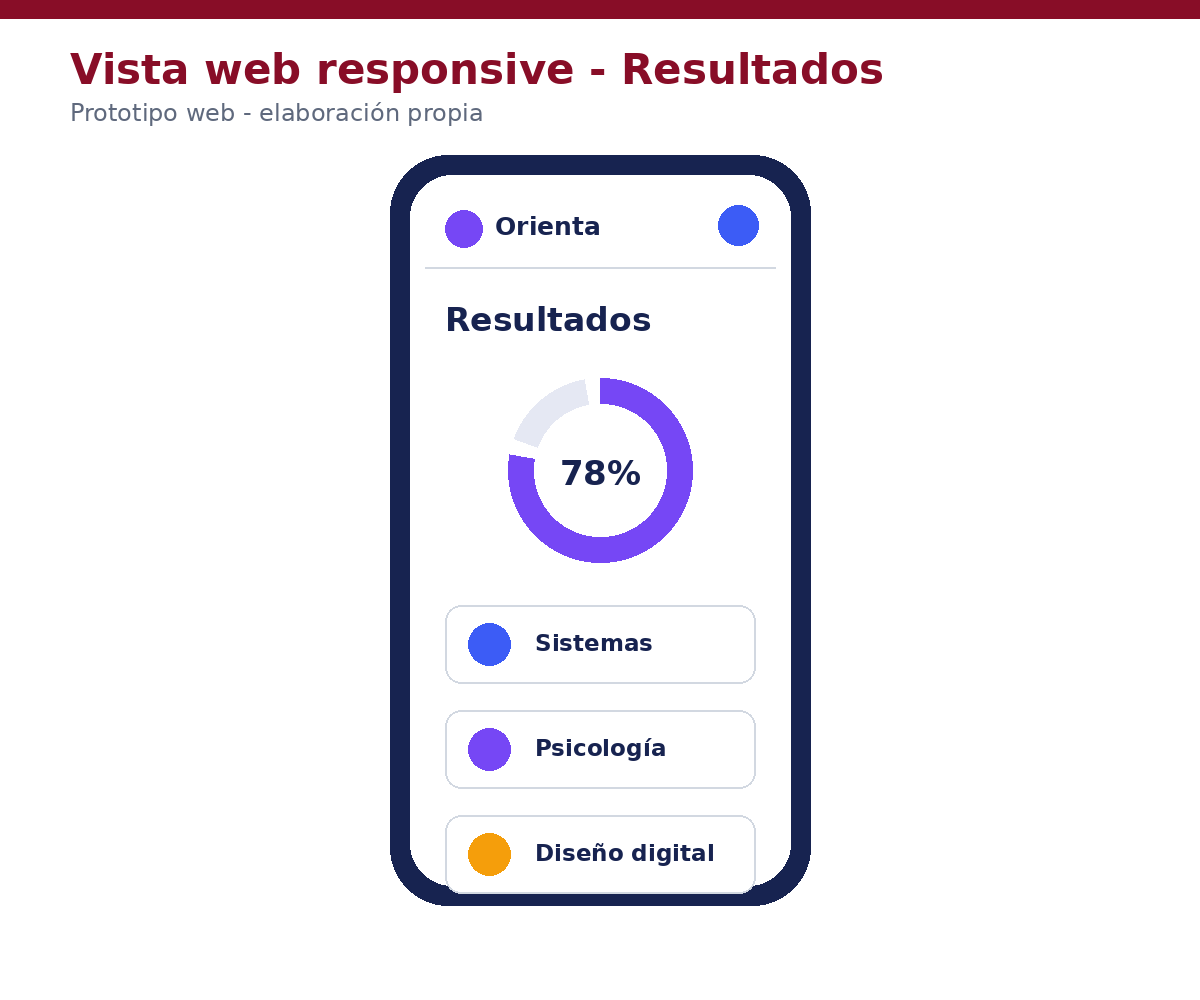 Vista web responsive - Resultados
Prototipo web - elaboración propia
Orienta
Resultados
78%
Sistemas
Psicología
Diseño digital